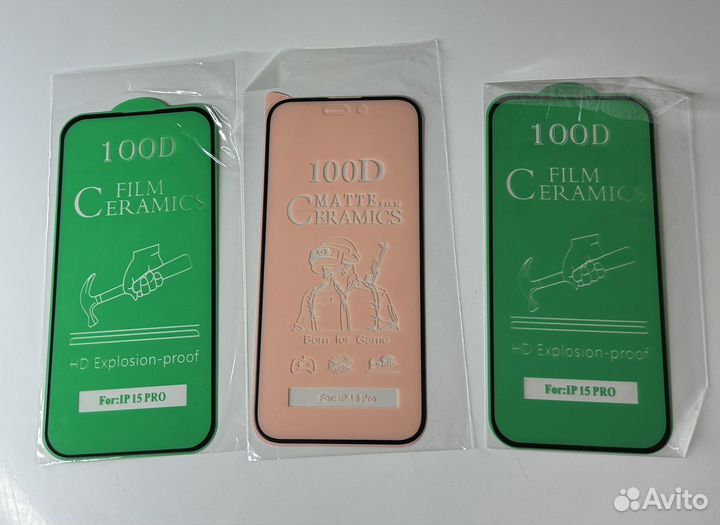 100D
FILM
CERAMICS
HD Explosion-proof
For:IP 15 PRO
100D
MATTE
CERAMICS
Born for Game
For: IP 15 Pro
100D
FILM
CERAMICS
HD Explosion-proof
For:IP 15 PRO
Avito